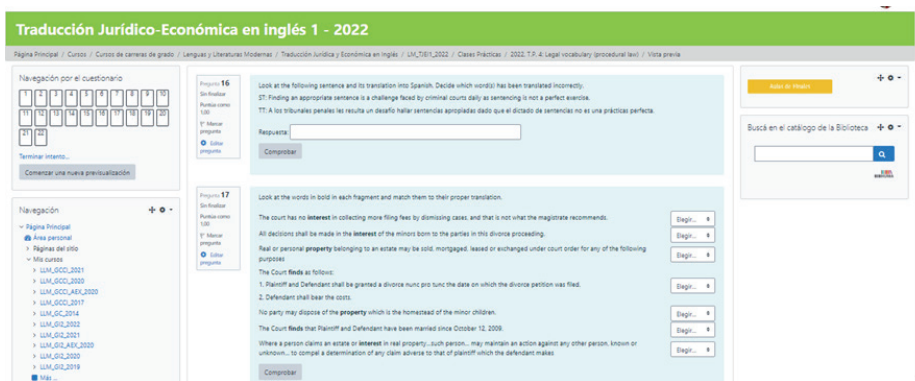 Traducción Jurídico-Económica en inglés 1 - 2022
Página Principal / Cursos / Cursos de carreras de grado / Lenguas y Literaturas Modernas / Traducción Jurídica y Económica en Inglés / LM_TJEI1_2022 / Clases Prácticas / 2022. T.P. 4: Legal vocabulary (procedural law) / Vista previa
Navegación por el cuestionario
1 2 3 4 5 6 7 8 9 10
11 12 13 14 15 16 17 18 19 20
21 22
Terminar intento...
Comenzar una nueva previsualización
Navegación
Página Principal
Área personal
Páginas del sitio
Mis cursos
LLM_GCCI_2021
LLM_GCCI_2020
LLM_GCCI_AEX_2020
LLM_GCCI_2017
LLM_GC_2014
LLM_GI2_2022
LLM_GI2_2021
LLM_GI2_AEX_2020
LLM_GI2_2020
LLM_GI2_2019
Más ...
Pregunta 16
Sin finalizar
Puntúa como
1,00
Marcar
pregunta
Editar
pregunta
Look at the following sentence and its translation into Spanish. Decide which word(s) has been translated incorrectly.
ST: Finding an appropriate sentence is a challenge faced by criminal courts daily as sentencing is not a perfect exercise.
TT: A los tribunales penales les resulta un desafío hallar sentencias apropiadas dado que el dictado de sentencias no es una prácticas perfecta.
Respuesta:
Comprobar
Pregunta 17
Sin finalizar
Puntúa como
1,00
Marcar
pregunta
Editar
pregunta
Look at the words in bold in each fragment and match them to their proper translation.
The court has no interest in collecting more filing fees by dismissing cases, and that is not what the magistrate recommends.
Elegir...
All decisions shall be made in the interest of the minors born to the parties in this divorce proceeding.
Elegir...
Real or personal property belonging to an estate may be sold, mortgaged, leased or exchanged under court order for any of the following
purposes
Elegir...
The Court finds as follows:
1. Plaintiff and Defendant shall be granted a divorce nunc pro tunc the date on which the divorce petition was filed.
2. Defendant shall bear the costs.
Elegir...
No party may dispose of the property which is the homestead of the minor children.
Elegir...
The Court finds that Plaintiff and Defendant have been married since October 12, 2009.
Elegir...
Where a person claims an estate or interest in real property...such person... may maintain an action against any other person, known or
unknown... to compel a determination of any claim adverse to that of plaintiff which the defendant makes
Elegir...
Comprobar
Aulas de finales
Buscá en el catálogo de la Biblioteca